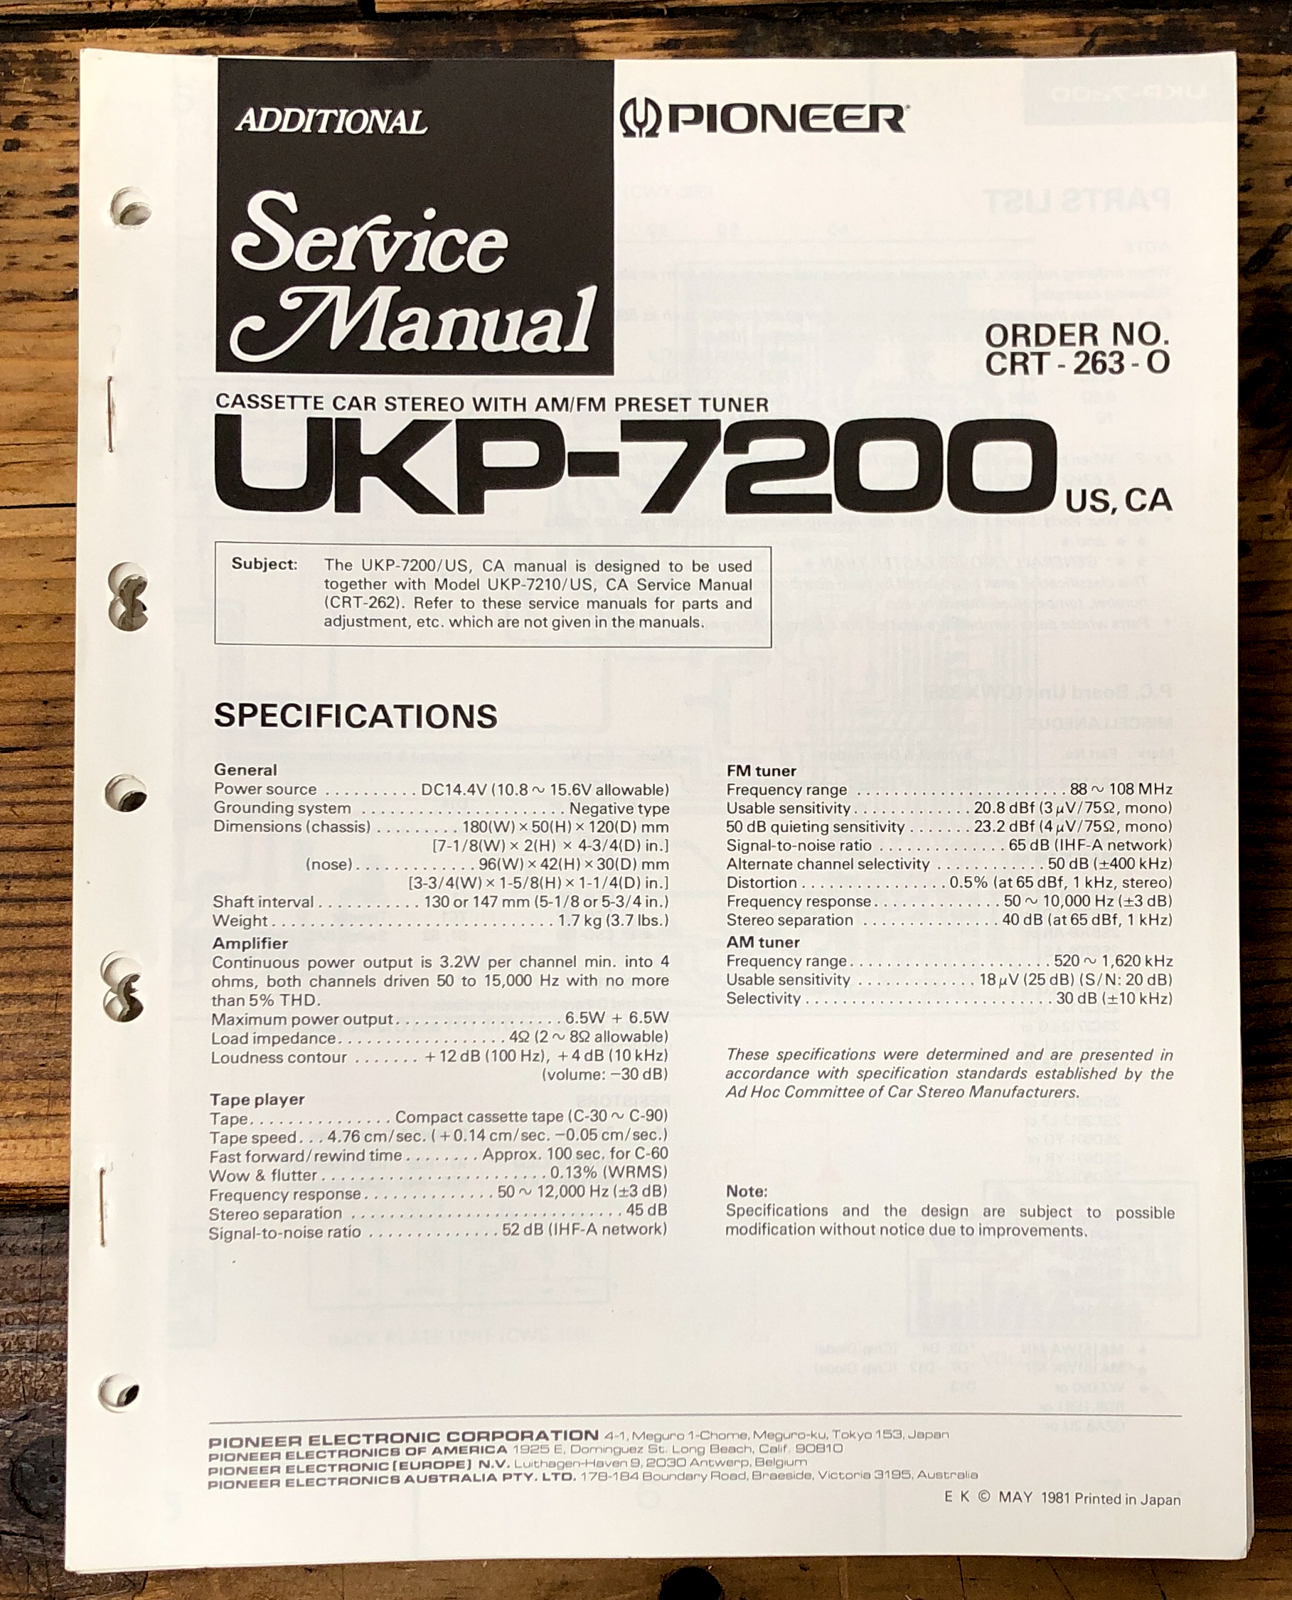 ADDITIONAL
Service
Manual
PIONEER
ORDER NO.
CRT - 263 - O
CASSETTE CAR STEREO WITH AM/FM PRESET TUNER
UKP-7200 US, CA
Subject: The UKP-7200/US, CA manual is designed to be used
together with Model UKP-7210/US, CA Service Manual
(CRT-262). Refer to these service manuals for parts and
adjustment, etc. which are not given in the manuals.
SPECIFICATIONS
General
Power source .......... DC14.4V (10.8 ~ 15.6V allowable)
Grounding system .................... Negative type
Dimensions (chassis) ......... 180(W) × 50(H) × 120(D) mm
[7-1/8(W) × 2(H) × 4-3/4(D) in.]
(nose) ............. 96(W) × 42(H) × 30(D) mm
[3-3/4(W) × 1-5/8(H) × 1-1/4(D) in.]
Shaft interval ........... 130 or 147 mm (5-1/8 or 5-3/4 in.)
Weight ............................. 1.7 kg (3.7 lbs.)
Amplifier
Continuous power output is 3.2W per channel min. into 4
ohms, both channels driven 50 to 15,000 Hz with no more
than 5% THD.
Maximum power output .................. 6.5W + 6.5W
Load impedance .................. 4Ω (2 ~ 8Ω allowable)
Loudness contour ....... +12 dB (100 Hz), +4 dB (10 kHz)
(volume: −30 dB)
Tape player
Tape ............... Compact cassette tape (C-30 ~ C-90)
Tape speed ... 4.76 cm/sec. (+0.14 cm/sec. −0.05 cm/sec.)
Fast forward/rewind time ........ Approx. 100 sec. for C-60
Wow & flutter ........................ 0.13% (WRMS)
Frequency response .............. 50 ~ 12,000 Hz (±3 dB)
Stereo separation ............................. 45 dB
Signal-to-noise ratio .............. 52 dB (IHF-A network)
FM tuner
Frequency range ........................ 88 ~ 108 MHz
Usable sensitivity ............. 20.8 dBf (3 μV/75Ω, mono)
50 dB quieting sensitivity ....... 23.2 dBf (4 μV/75Ω, mono)
Signal-to-noise ratio ................ 65 dB (IHF-A network)
Alternate channel selectivity ............ 50 dB (±400 kHz)
Distortion ................ 0.5% (at 65 dBf, 1 kHz, stereo)
Frequency response .............. 50 ~ 10,000 Hz (±3 dB)
Stereo separation ............... 40 dB (at 65 dBf, 1 kHz)
AM tuner
Frequency range ...................... 520 ~ 1,620 kHz
Usable sensitivity ............. 18 μV (25 dB) (S/N: 20 dB)
Selectivity .......................... 30 dB (±10 kHz)
These specifications were determined and are presented in
accordance with specification standards established by the
Ad Hoc Committee of Car Stereo Manufacturers.
Note:
Specifications and the design are subject to possible
modification without notice due to improvements.
PIONEER ELECTRONIC CORPORATION 4-1, Meguro 1-Chome, Meguro-ku, Tokyo 153, Japan
PIONEER ELECTRONICS OF AMERICA 1925 E, Dominguez St. Long Beach, Calif. 90810
PIONEER ELECTRONIC [EUROPE] N.V. Luithagen-Haven 9, 2030 Antwerp, Belgium
PIONEER ELECTRONICS AUSTRALIA PTY. LTD. 178-184 Boundary Road, Braeside, Victoria 3195, Australia
E K © MAY 1981 Printed in Japan